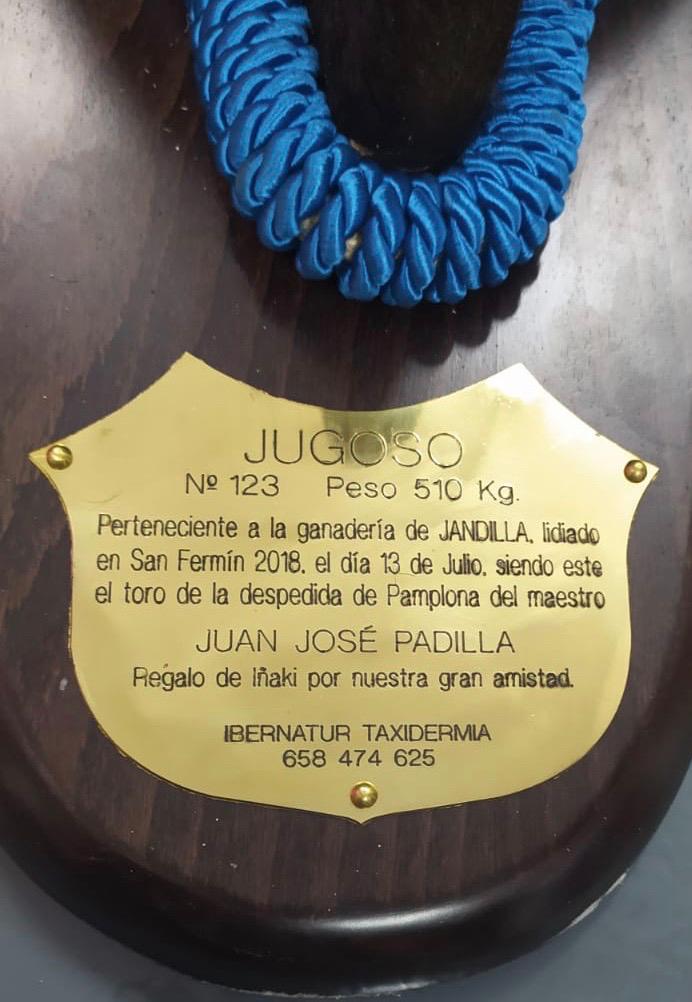 JUGOSO
Nº 123 Peso 510 Kg.
Perteneciente a la ganadería de JANDILLA, lidiado
en San Fermín 2018, el día 13 de Julio, siendo este
el toro de la despedida de Pamplona del maestro
JUAN JOSÉ PADILLA
Regalo de Iñaki por nuestra gran amistad.
IBERNATUR TAXIDERMIA
658 474 625